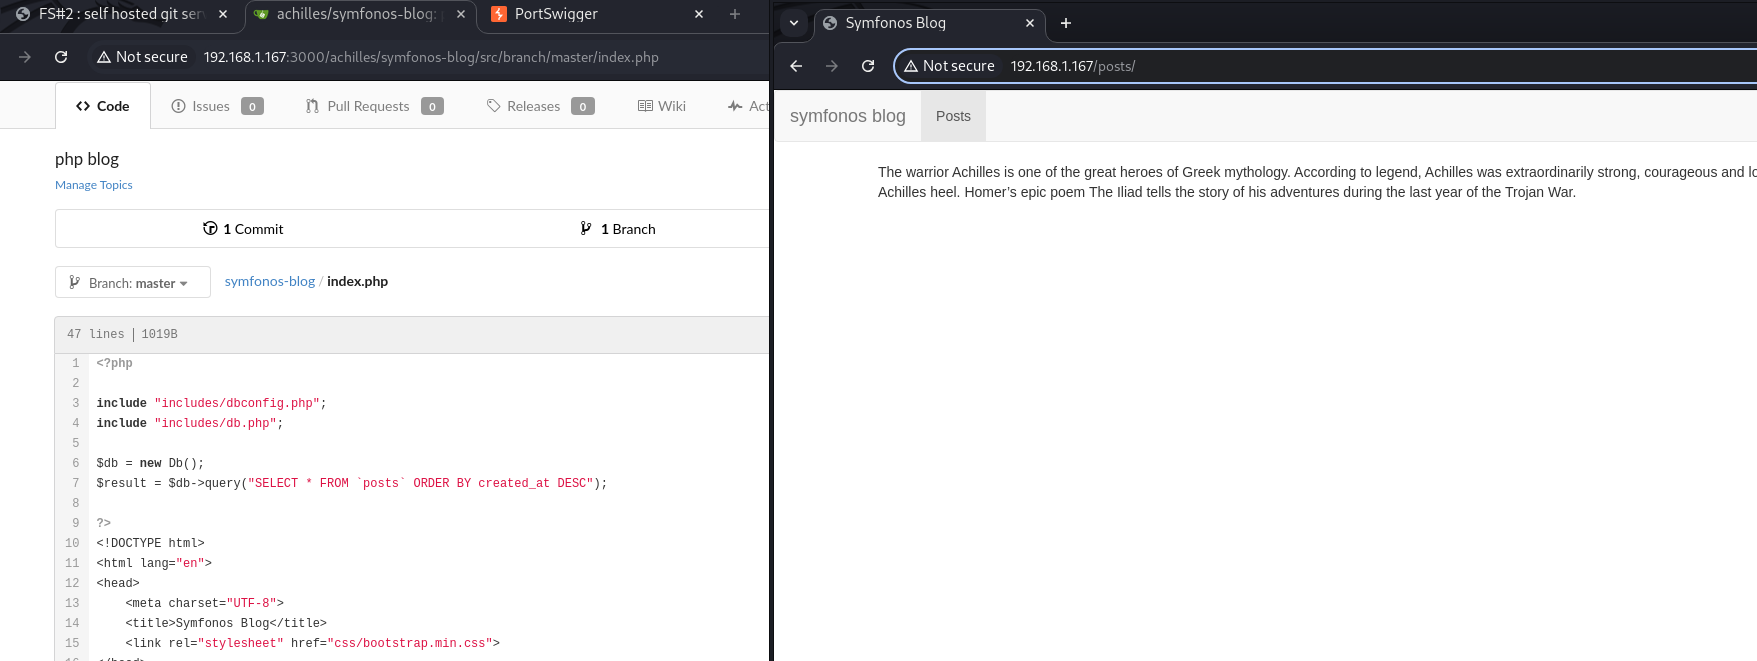 FS#2 : self hosted git ser
achilles/symfonos-blog:
PortSwigger
Not secure 192.168.1.167:3000/achilles/symfonos-blog/src/branch/master/index.php
Code
Issues 0
Pull Requests 0
Releases 0
Wiki
Act
php blog
Manage Topics
1 Commit
1 Branch
Branch: master
symfonos-blog / index.php
47 lines | 1019B
1 <?php
2
3 include "includes/dbconfig.php";
4 include "includes/db.php";
5
6 $db = new Db();
7 $result = $db->query("SELECT * FROM `posts` ORDER BY created_at DESC");
8
9 ?>
10 <!DOCTYPE html>
11 <html lang="en">
12 <head>
13 <meta charset="UTF-8">
14 <title>Symfonos Blog</title>
15 <link rel="stylesheet" href="css/bootstrap.min.css">
Symfonos Blog
Not secure 192.168.1.167/posts/
symfonos blog
Posts
The warrior Achilles is one of the great heroes of Greek mythology. According to legend, Achilles was extraordinarily strong, courageous and lo
Achilles heel. Homer’s epic poem The Iliad tells the story of his adventures during the last year of the Trojan War.